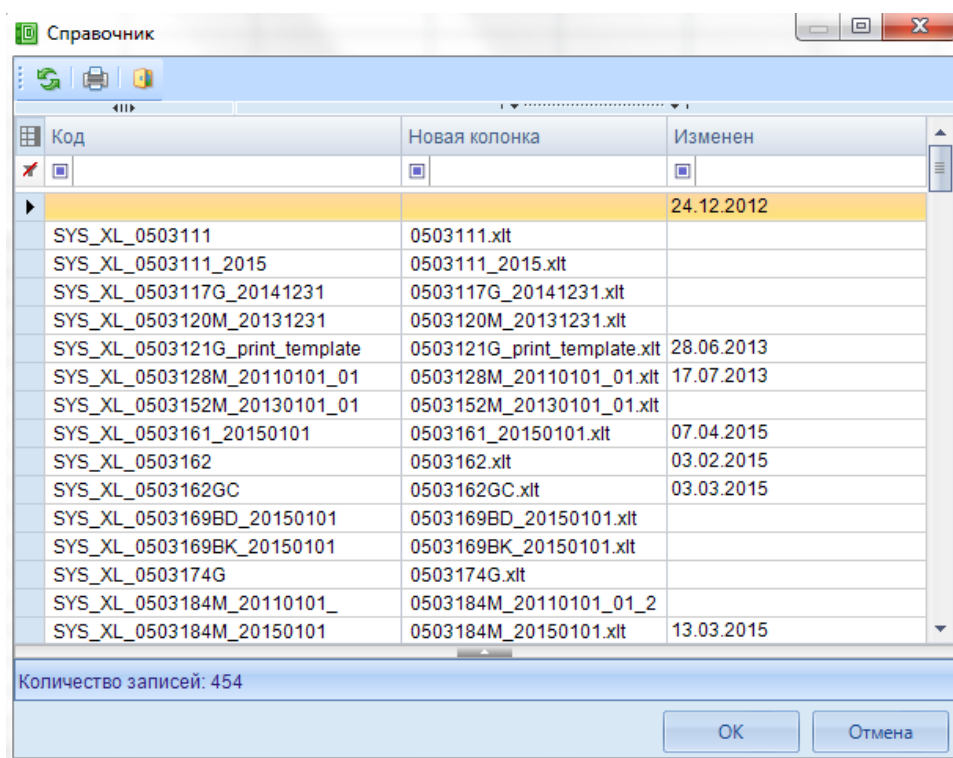 Справочник
Код Новая колонка Изменен
24.12.2012
SYS_XL_0503111 0503111.xlt
SYS_XL_0503111_2015 0503111_2015.xlt
SYS_XL_0503117G_20141231 0503117G_20141231.xlt
SYS_XL_0503120M_20131231 0503120M_20131231.xlt
SYS_XL_0503121G_print_template 0503121G_print_template.xlt 28.06.2013
SYS_XL_0503128M_20110101_01 0503128M_20110101_01.xlt 17.07.2013
SYS_XL_0503152M_20130101_01 0503152M_20130101_01.xlt
SYS_XL_0503161_20150101 0503161_20150101.xlt 07.04.2015
SYS_XL_0503162 0503162.xlt 03.02.2015
SYS_XL_0503162GC 0503162GC.xlt 03.03.2015
SYS_XL_0503169BD_20150101 0503169BD_20150101.xlt
SYS_XL_0503169BK_20150101 0503169BK_20150101.xlt
SYS_XL_0503174G 0503174G.xlt
SYS_XL_0503184M_20110101_ 0503184M_20110101_01_2
SYS_XL_0503184M_20150101 0503184M_20150101.xlt 13.03.2015
Количество записей: 454
OK Отмена